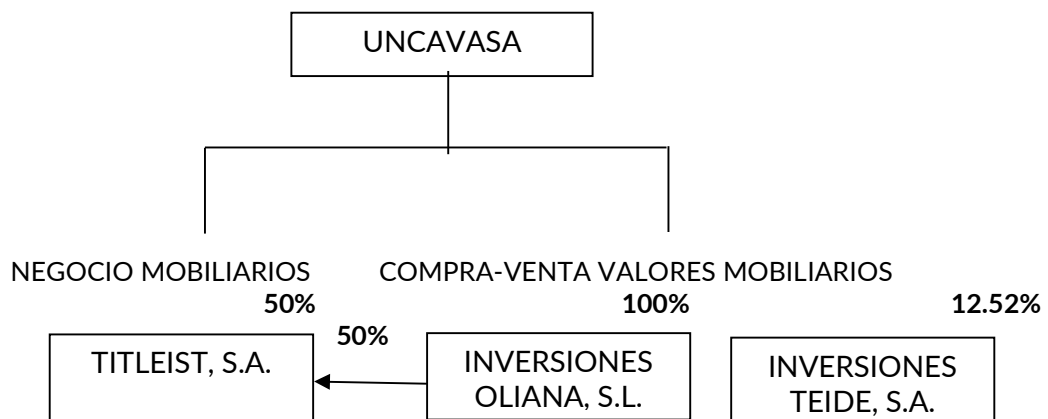 UNCAVASA
NEGOCIO MOBILIARIOS
COMPRA-VENTA VALORES MOBILIARIOS
50%
100%
12.52%
50%
TITLEIST, S.A.
INVERSIONES
OLIANA, S.L.
INVERSIONES
TEIDE, S.A.